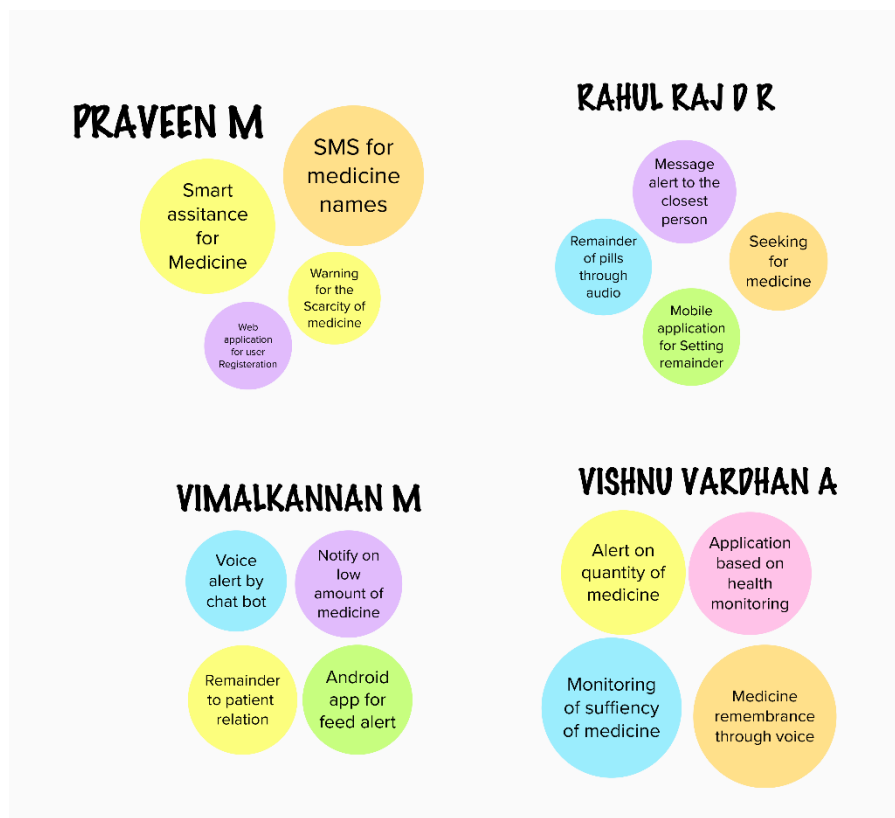 PRAVEEN M
SMS for
medicine
names
Smart
assitance
for
Medicine
Warning
for the
Scarcity of
medicine
Web
application
for user
Registeration
RAHUL RAJ D R
Message
alert to the
closest
person
Remainder
of pills
through
audio
Seeking
for
medicine
Mobile
application
for Setting
remainder
VIMALKANNAN M
Voice
alert by
chat bot
Notify on
low
amount of
medicine
Remainder
to patient
relation
Android
app for
feed alert
VISHNU VARDHAN A
Alert on
quantity of
medicine
Application
based on
health
monitoring
Monitoring
of suffiency
of medicine
Medicine
remembrance
through voice